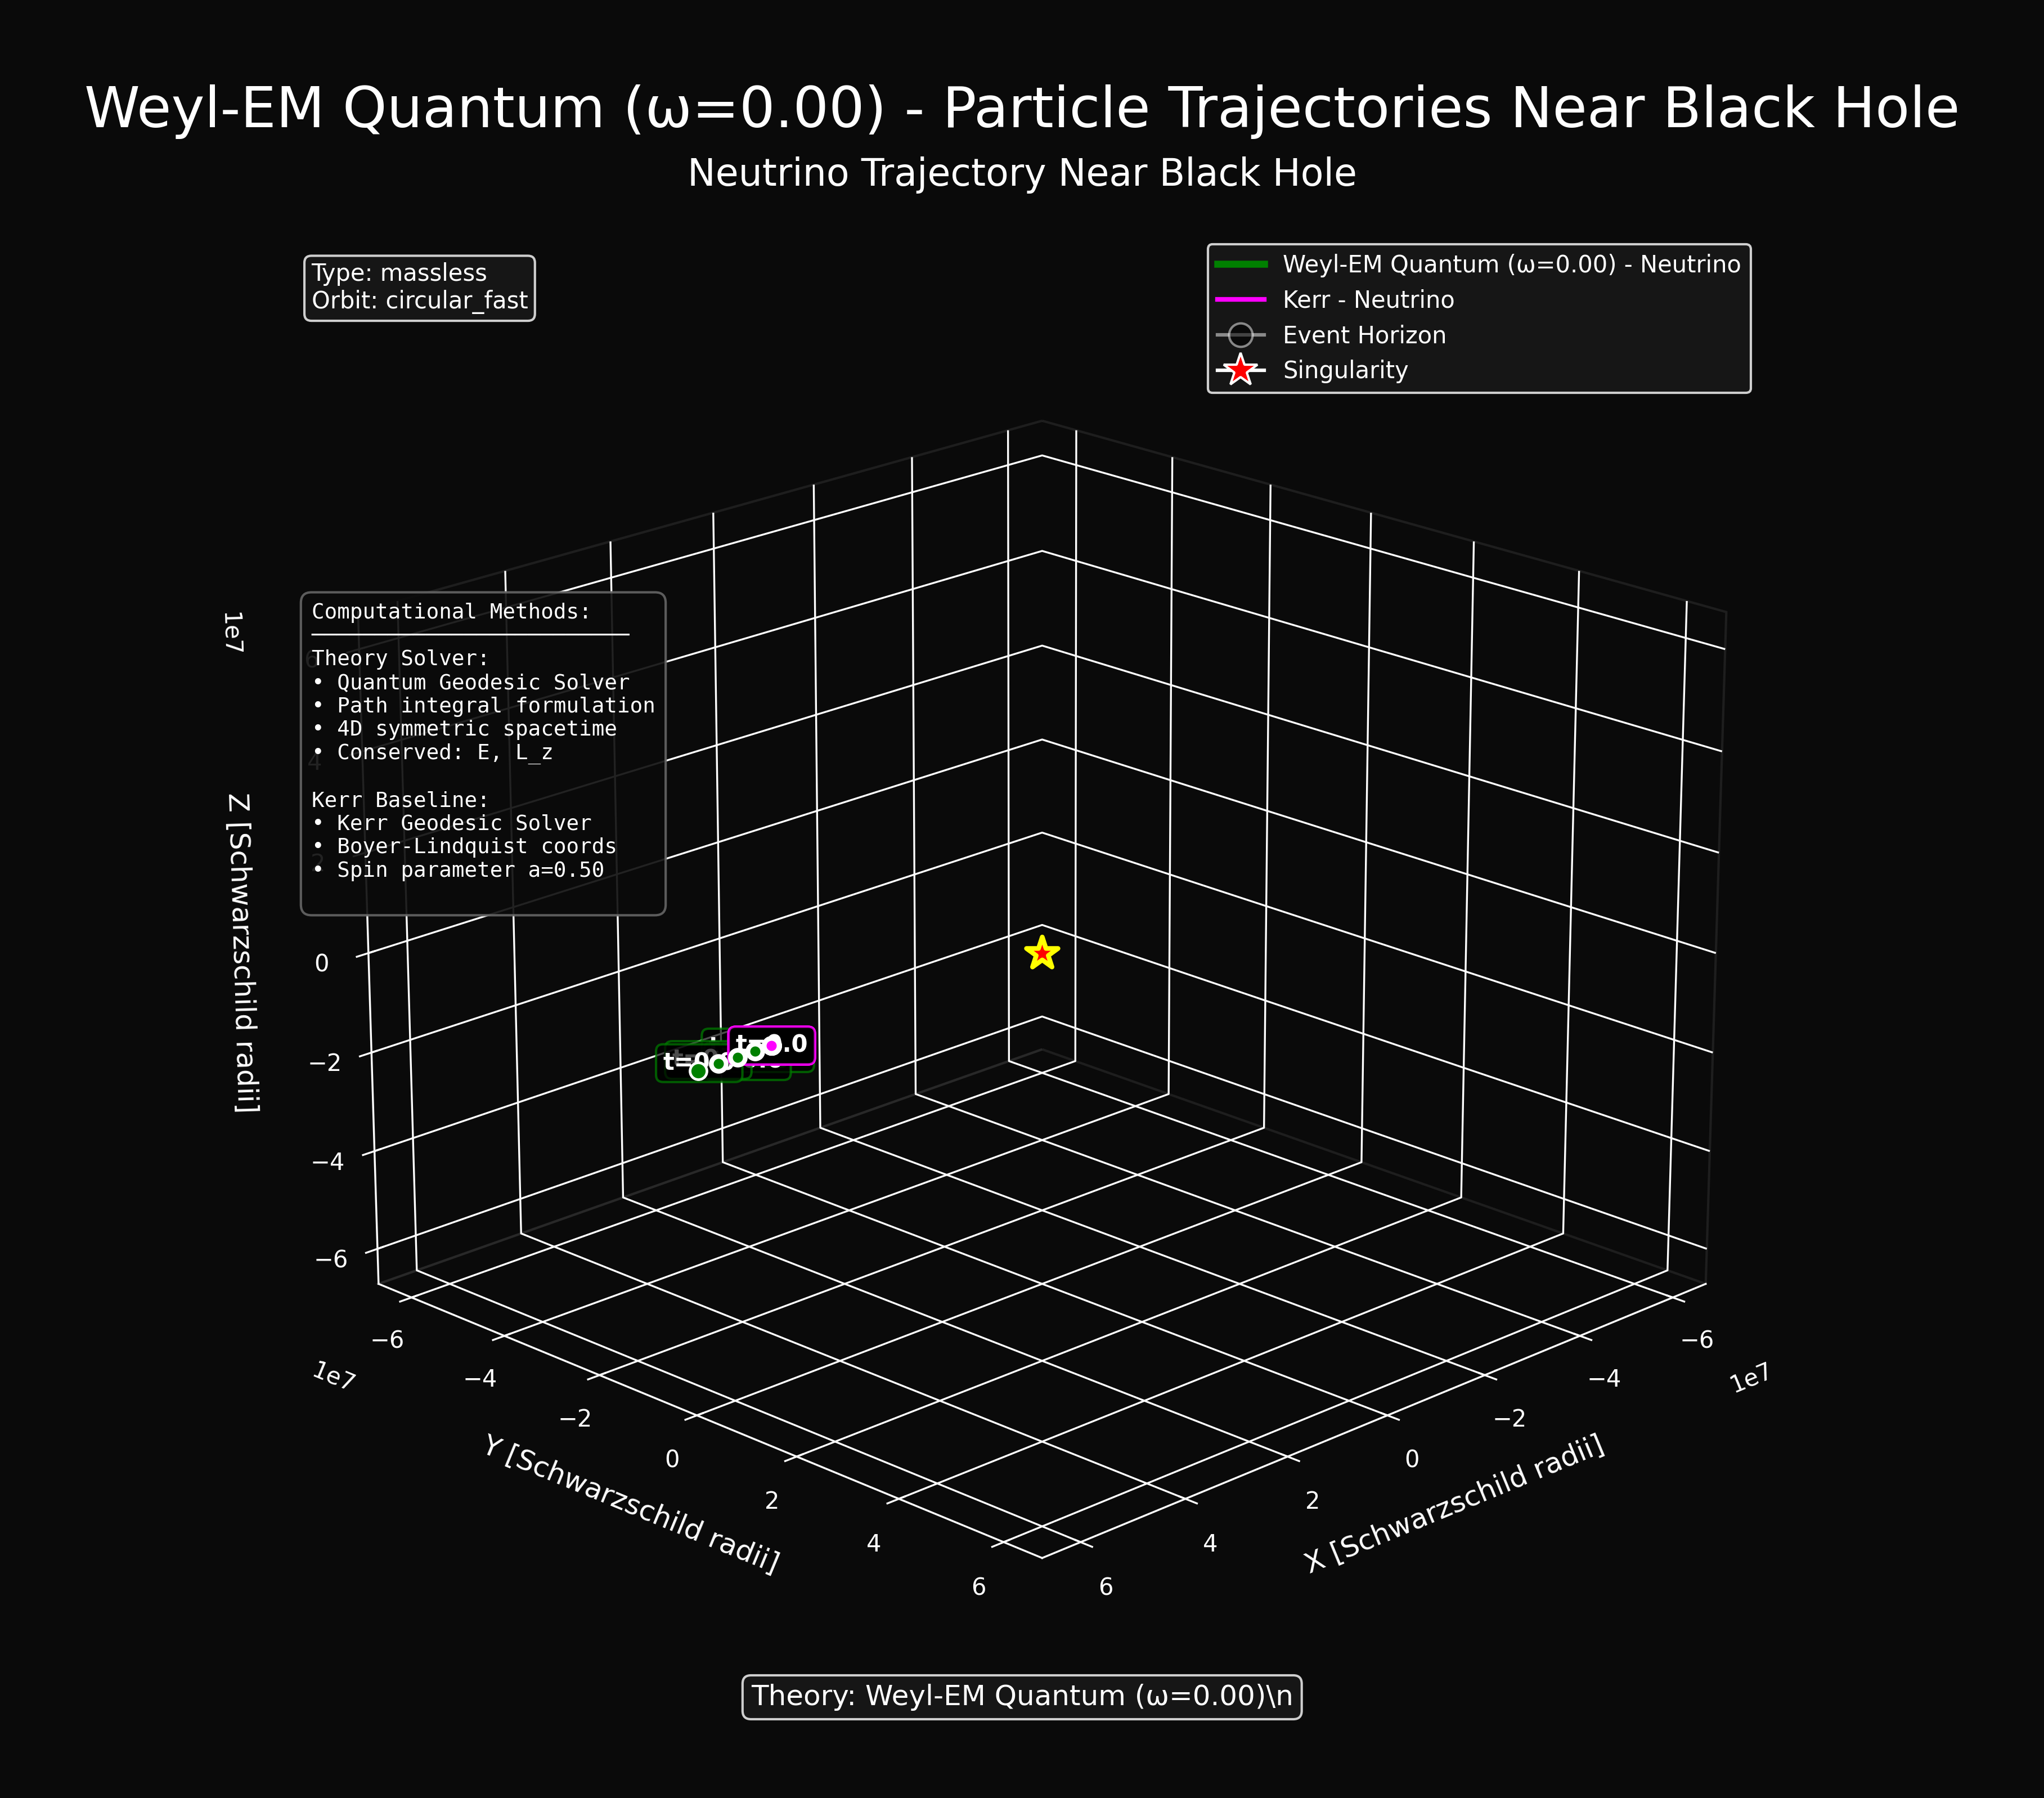 Weyl-EM Quantum (ω=0.00) - Particle Trajectories Near Black Hole
Neutrino Trajectory Near Black Hole
Type: massless
Orbit: circular_fast
Weyl-EM Quantum (ω=0.00) - Neutrino
Kerr - Neutrino
Event Horizon
Singularity
Computational Methods:
Theory Solver:
• Quantum Geodesic Solver
• Path integral formulation
• 4D symmetric spacetime
• Conserved: E, L_z
Kerr Baseline:
• Kerr Geodesic Solver
• Boyer-Lindquist coords
• Spin parameter a=0.50
1e7
6
4
2
0
−2
−4
−6
Z [Schwarzschild radii]
−6
−4
−2
0
2
4
6
1e7
Y [Schwarzschild radii]
−6
−4
−2
0
2
4
6
1e7
X [Schwarzschild radii]
Theory: Weyl-EM Quantum (ω=0.00)\n